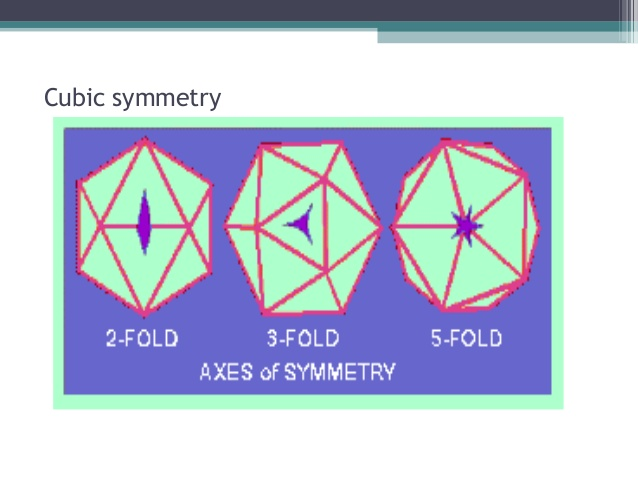 Cubic symmetry
2-FOLD 3-FOLD 5-FOLD
AXES of SYMMETRY